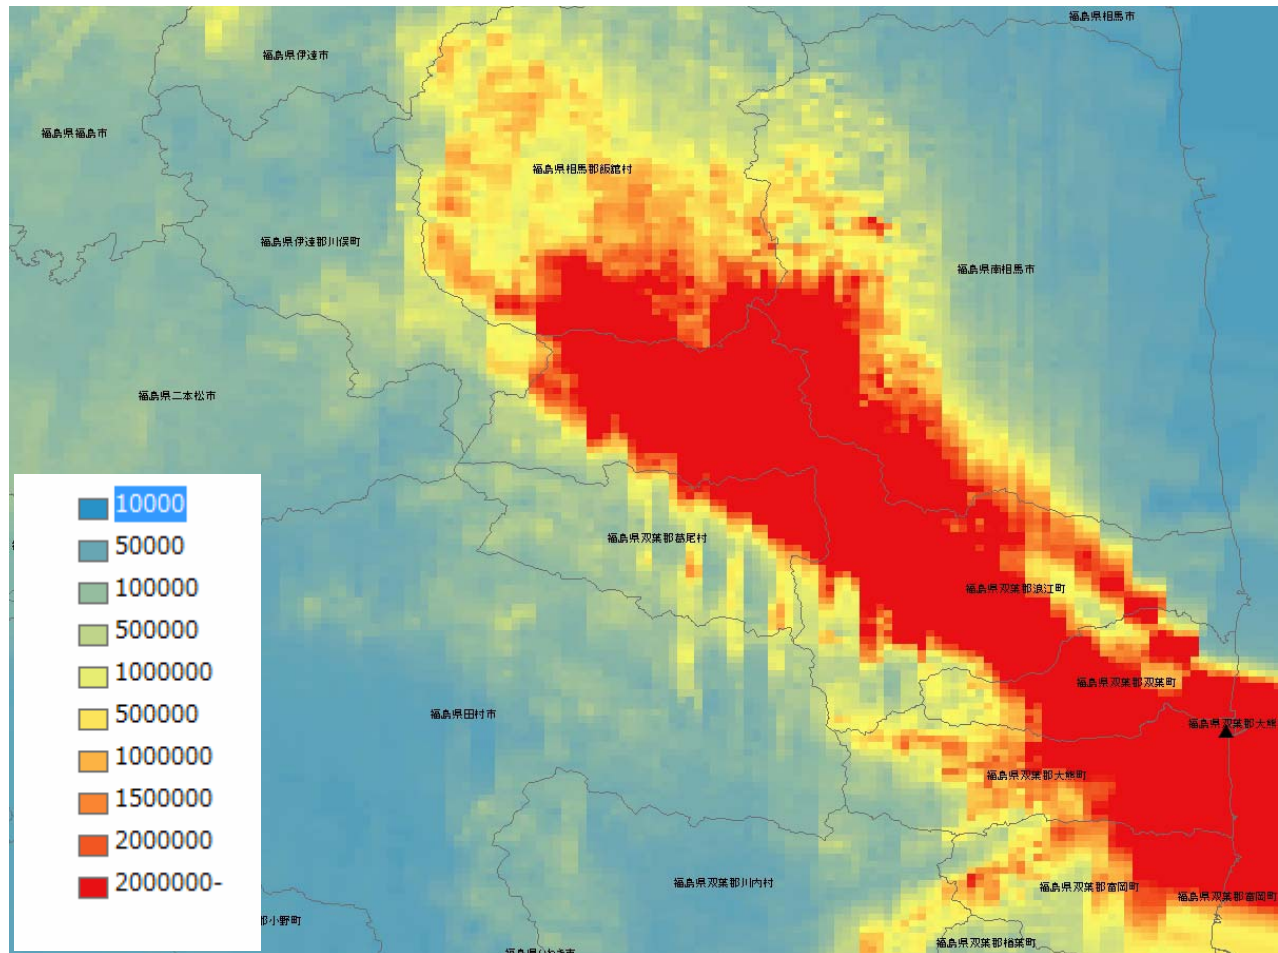 福島県相馬市
福島県伊達市
福島県福島市
福島県相馬郡飯舘村
福島県伊達郡川俣町
福島県南相馬市
福島県二本松市
10000
50000
100000
500000
1000000
500000
1000000
1500000
2000000
2000000-
福島県双葉郡葛尾村
福島県双葉郡浪江町
福島県双葉郡双葉町
福島県田村市
福島県双葉郡大熊
福島県双葉郡大熊町
福島県双葉郡川内村
福島県双葉郡富岡町
福島県双葉郡富岡町
郡小野町
福島県双葉郡楢葉町
福島県いわき市